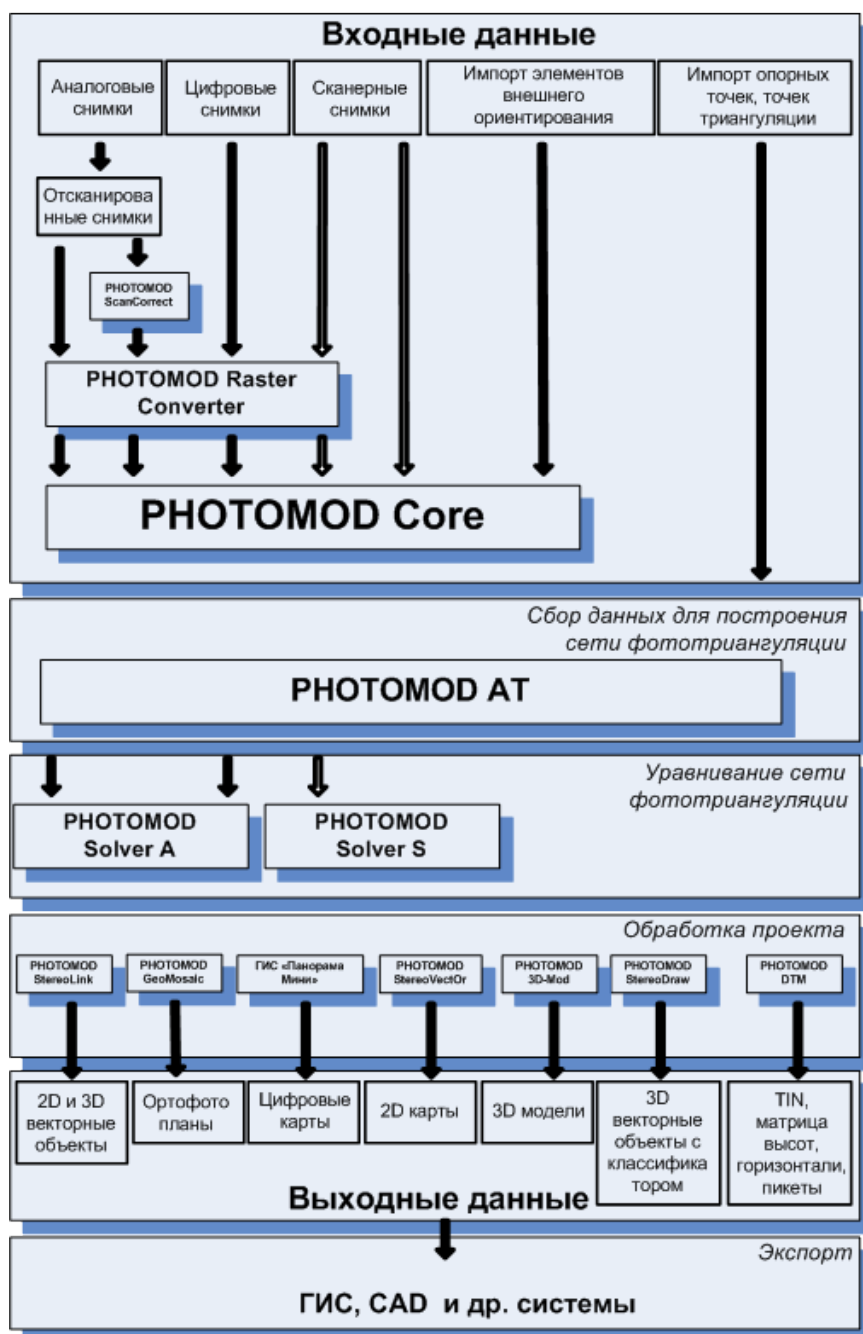 Входные данные
Аналоговые
снимки
Цифровые
снимки
Сканерные
снимки
Импорт элементов
внешнего
ориентирования
Импорт опорных
точек, точек
триангуляции
Отсканирова
нные снимки
PHOTOMOD
ScanCorrect
PHOTOMOD Raster
Converter
PHOTOMOD Core
Сбор данных для построения
сети фототриангуляции
PHOTOMOD AT
Уравнивание сети
фототриангуляции
PHOTOMOD
Solver A
PHOTOMOD
Solver S
Обработка проекта
PHOTOMOD
StereoLink
PHOTOMOD
GeoMosaic
ГИС «Панорама
Мини»
PHOTOMOD
StereoVectOr
PHOTOMOD
3D-Mod
PHOTOMOD
StereoDraw
PHOTOMOD
DTM
2D и 3D
векторные
объекты
Ортофото
планы
Цифровые
карты
2D карты
3D модели
3D
векторные
объекты с
классифика
тором
TIN,
матрица
высот,
горизонтали,
пикеты
Выходные данные
Экспорт
ГИС, CAD и др. системы